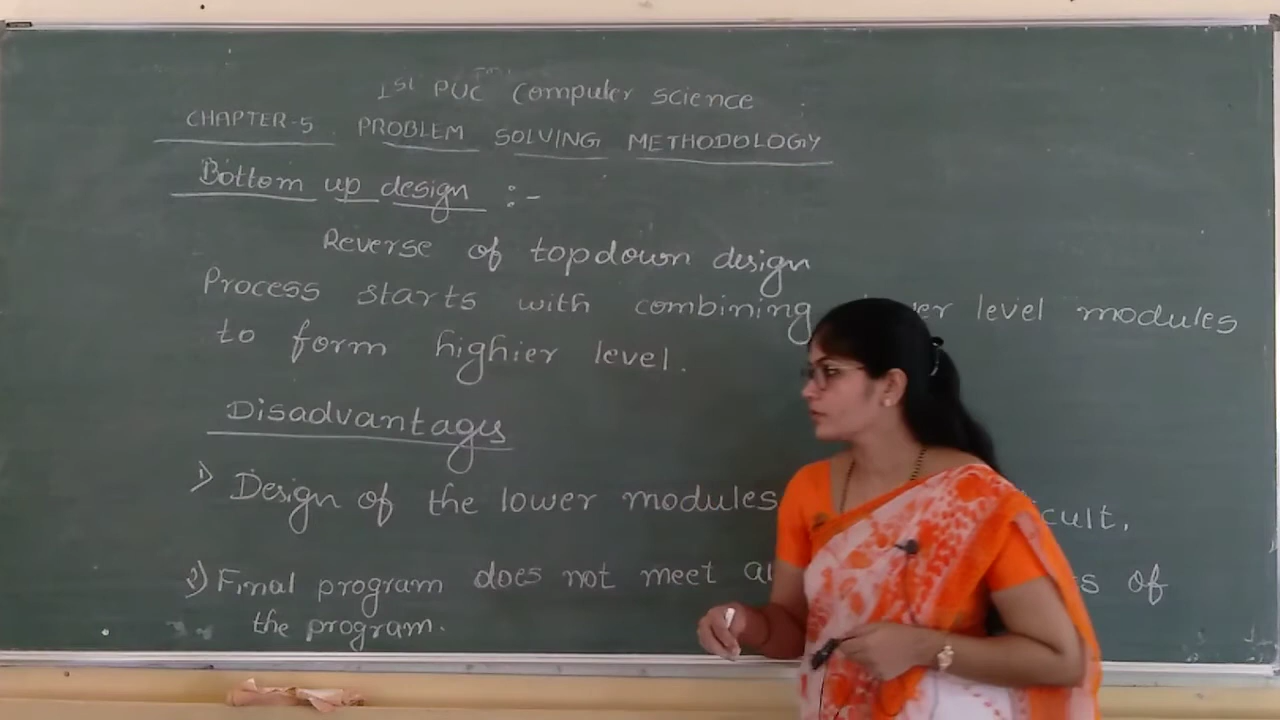 1st PUC Computer science
CHAPTER-5 PROBLEM SOLVING METHODOLOGY
Bottom up design :-
Reverse of topdown design
Process starts with combining level modules
to form highier level.
Disadvantages
1) Design of the lower modules
2) Final program does not meet of
the program.